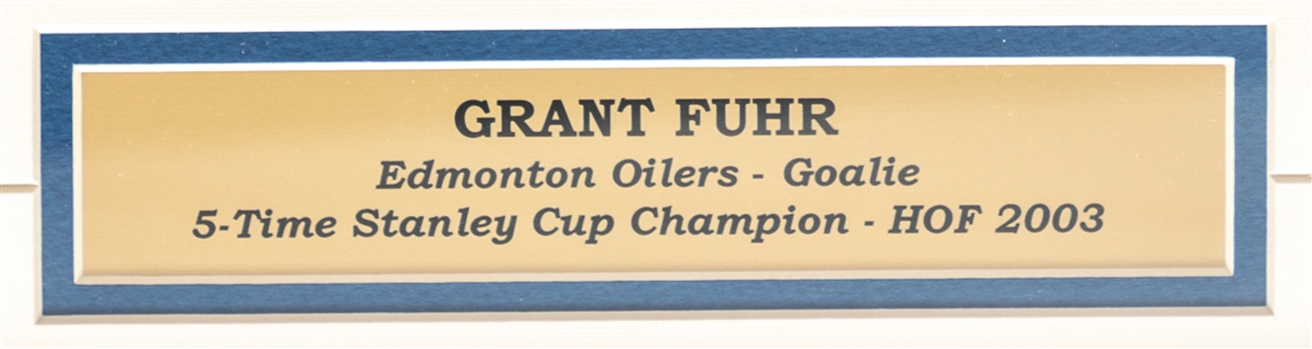 GRANT FUHR
Edmonton Oilers - Goalie
5-Time Stanley Cup Champion - HOF 2003